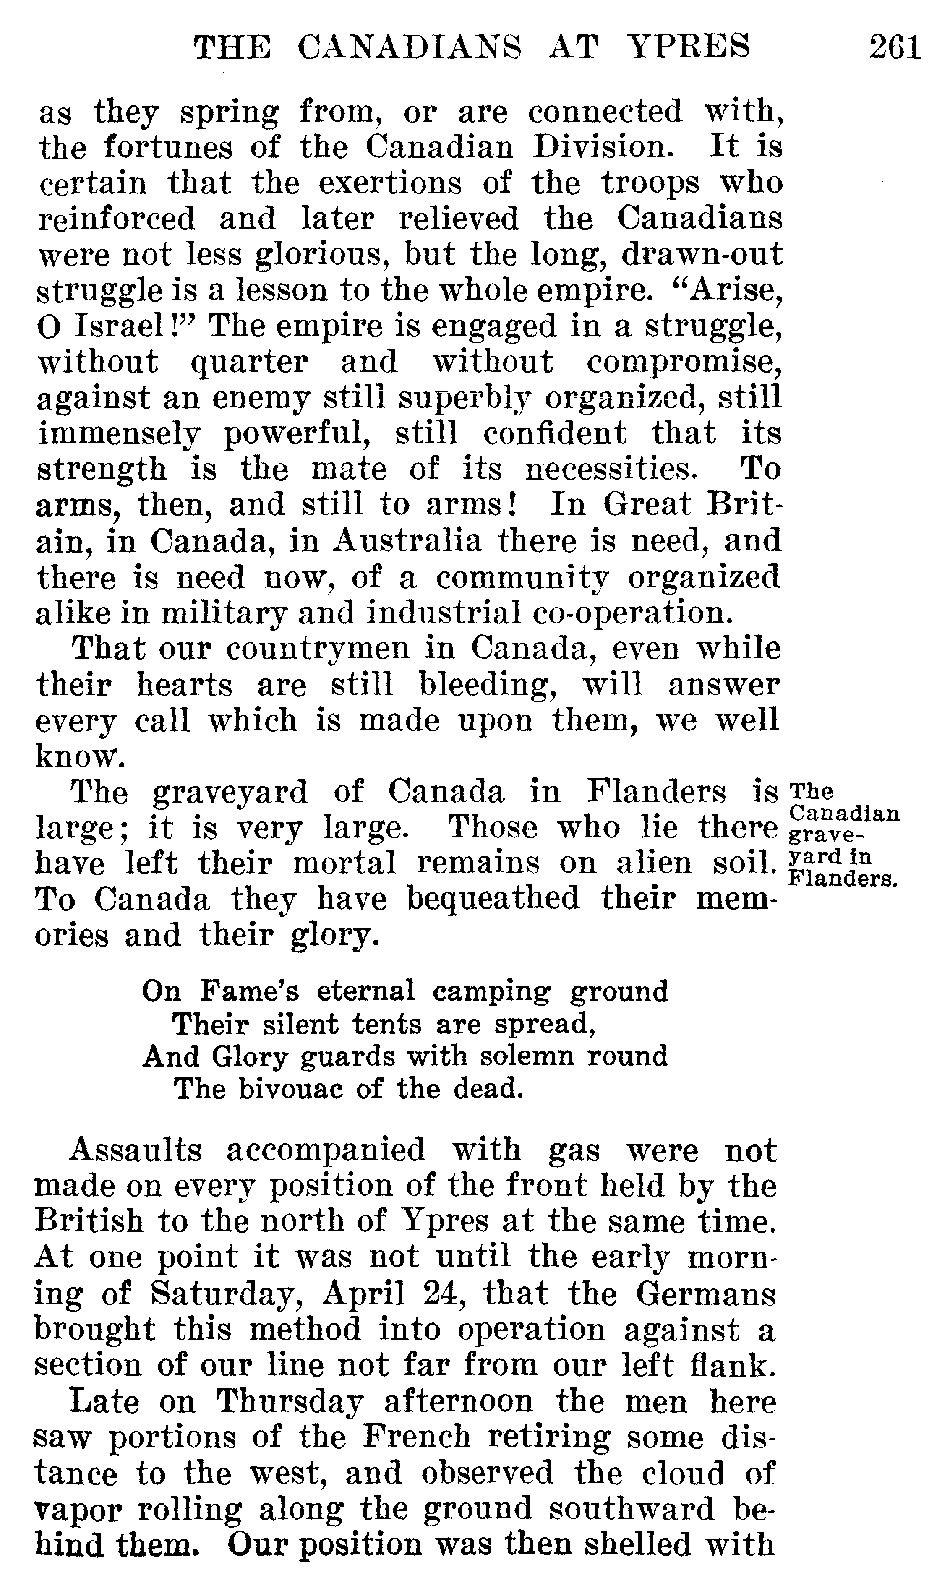 THE CANADIANS AT YPRES 261
as they spring from, or are connected with,
the fortunes of the Canadian Division. It is
certain that the exertions of the troops who
reinforced and later relieved the Canadians
were not less glorious, but the long, drawn-out
struggle is a lesson to the whole empire. “Arise,
O Israel!” The empire is engaged in a struggle,
without quarter and without compromise,
against an enemy still superbly organized, still
immensely powerful, still confident that its
strength is the mate of its necessities. To
arms, then, and still to arms! In Great Brit-
ain, in Canada, in Australia there is need, and
there is need now, of a community organized
alike in military and industrial co-operation.
That our countrymen in Canada, even while
their hearts are still bleeding, will answer
every call which is made upon them, we well
know.
The graveyard of Canada in Flanders is
large; it is very large. Those who lie there
have left their mortal remains on alien soil.
To Canada they have bequeathed their mem-
ories and their glory.
The
Canadian
grave-
yard in
Flanders.
On Fame's eternal camping ground
Their silent tents are spread,
And Glory guards with solemn round
The bivouac of the dead.
Assaults accompanied with gas were not
made on every position of the front held by the
British to the north of Ypres at the same time.
At one point it was not until the early morn-
ing of Saturday, April 24, that the Germans
brought this method into operation against a
section of our line not far from our left flank.
Late on Thursday afternoon the men here
saw portions of the French retiring some dis-
tance to the west, and observed the cloud of
vapor rolling along the ground southward be-
hind them. Our position was then shelled with